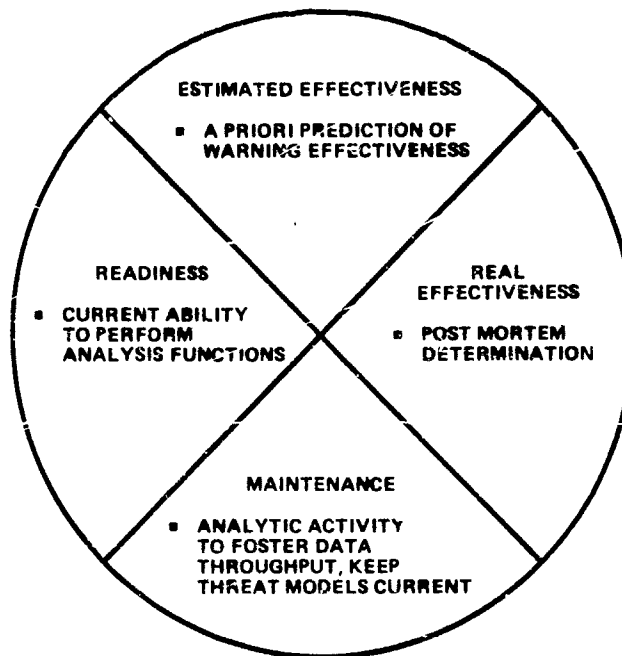 ESTIMATED EFFECTIVENESS
▪ A PRIORI PREDICTION OF
WARNING EFFECTIVENESS
READINESS
▪ CURRENT ABILITY
TO PERFORM
ANALYSIS FUNCTIONS
REAL
EFFECTIVENESS
▪ POST MORTEM
DETERMINATION
MAINTENANCE
▪ ANALYTIC ACTIVITY
TO FOSTER DATA
THROUGHPUT, KEEP
THREAT MODELS CURRENT